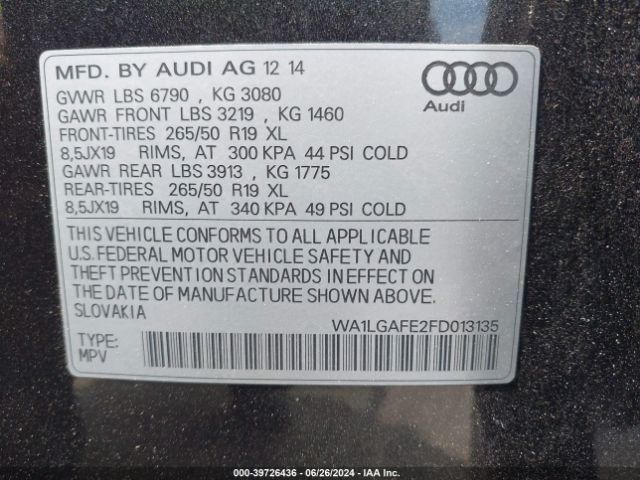 MFD. BY AUDI AG 12 14
GVWR LBS 6790 , KG 3080
GAWR FRONT LBS 3219 , KG 1460
FRONT-TIRES 265/50 R19 XL
8,5JX19 RIMS, AT 300 KPA 44 PSI COLD
GAWR REAR LBS 3913 , KG 1775
REAR-TIRES 265/50 R19 XL
8,5JX19 RIMS, AT 340 KPA 49 PSI COLD
Audi
THIS VEHICLE CONFORMS TO ALL APPLICABLE
U.S. FEDERAL MOTOR VEHICLE SAFETY AND
THEFT PREVENTION STANDARDS IN EFFECT ON
THE DATE OF MANUFACTURE SHOWN ABOVE.
SLOVAKIA
WA1LGAFE2FD013135
TYPE:
MPV
000-39726436 - 06/26/2024 - IAA Inc.